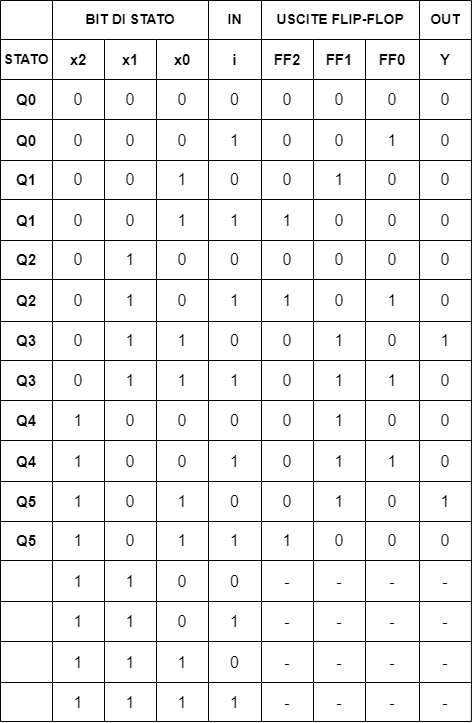 BIT DI STATO IN USCITE FLIP-FLOP OUT
STATO x2 x1 x0 i FF2 FF1 FF0 Y
Q0 0 0 0 0 0 0 0 0
Q0 0 0 0 1 0 0 1 0
Q1 0 0 1 0 0 1 0 0
Q1 0 0 1 1 1 0 0 0
Q2 0 1 0 0 0 0 0 0
Q2 0 1 0 1 1 0 1 0
Q3 0 1 1 0 0 1 0 1
Q3 0 1 1 1 0 1 1 0
Q4 1 0 0 0 0 1 0 0
Q4 1 0 0 1 0 1 1 0
Q5 1 0 1 0 0 1 0 1
Q5 1 0 1 1 1 0 0 0
1 1 0 0 - - - -
1 1 0 1 - - - -
1 1 1 0 - - - -
1 1 1 1 - - - -